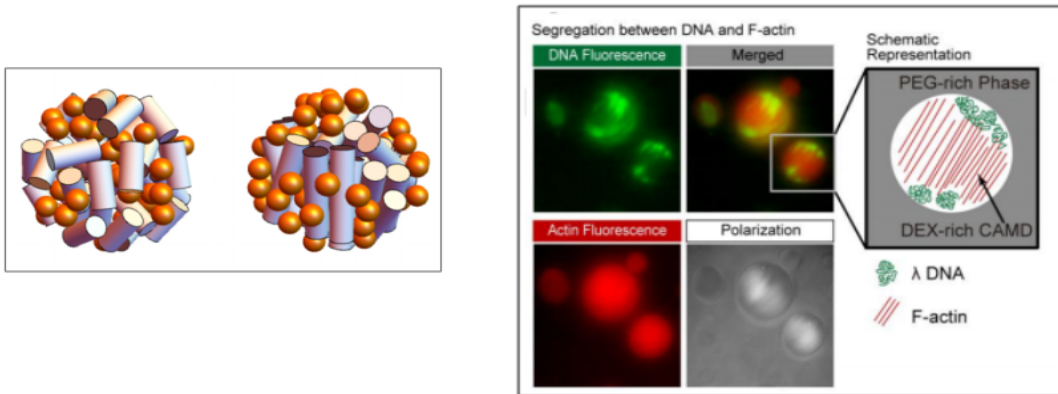 Segregation between DNA and F-actin
DNA Fluorescence
Merged
Schematic
Representation
PEG-rich Phase
DEX-rich CAMD
Actin Fluorescence
Polarization
λ DNA
F-actin